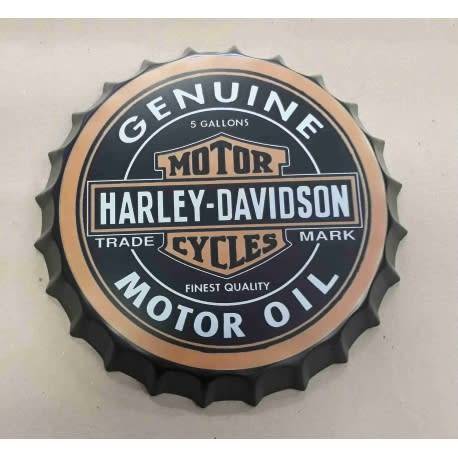 GENUINE
5 GALLONS
MOTOR
HARLEY-DAVIDSON
TRADE MARK
CYCLES
FINEST QUALITY
MOTOR OIL